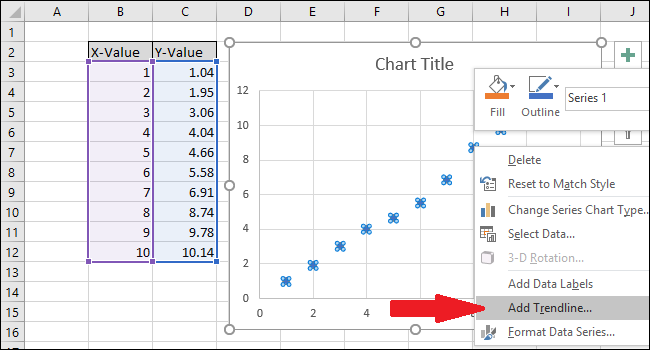 A B C D E F G H I J
1
2 X-Value Y-Value
3 1 1.04
4 2 1.95
5 3 3.06
6 4 4.04
7 5 4.66
8 6 5.58
9 7 6.91
10 8 8.74
11 9 9.78
12 10 10.14
13
14
15
16
17
Chart Title
12
10
8
6
4
2
0
0 2 4
Fill Outline Series 1
Delete
Reset to Match Style
Change Series Chart Type...
Select Data...
3-D Rotation...
Add Data Labels
Add Trendline...
Format Data Series...